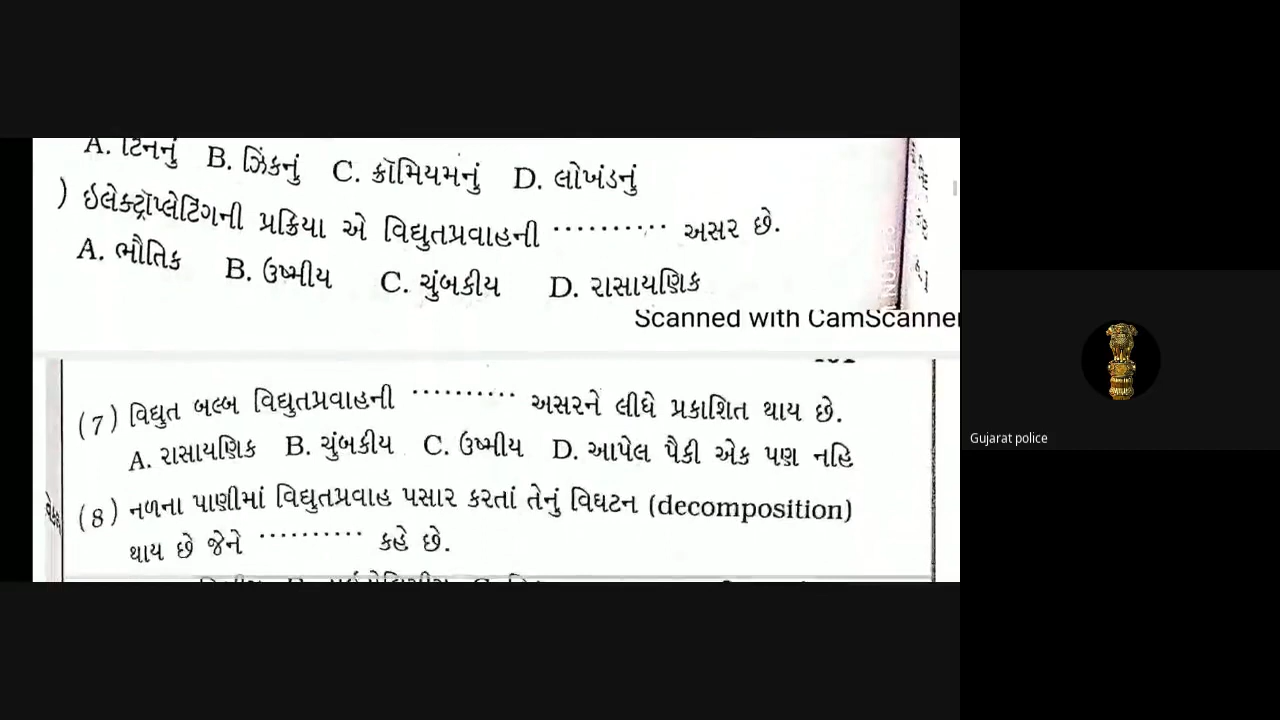 A. ટિનનું B. ઝિંકનું C. ક્રૉમિયમનું D. લોખંડનું
) ઇલેક્ટ્રૉપ્લેટિંગની પ્રક્રિયા એ વિદ્યુતપ્રવાહની .......... અસર છે.
A. ભૌતિક B. ઉષ્મીય C. ચુંબકીય D. રાસાયણિક
Scanned with CamScanner
(7) વિદ્યુત બલ્બ વિદ્યુતપ્રવાહની .......... અસરને લીધે પ્રકાશિત થાય છે.
A. રાસાયણિક B. ચુંબકીય C. ઉષ્મીય D. આપેલ પૈકી એક પણ નહિ
(8) નળના પાણીમાં વિદ્યુતપ્રવાહ પસાર કરતાં તેનું વિઘટન (decomposition)
થાય છે જેને .......... કહે છે.
Gujarat police